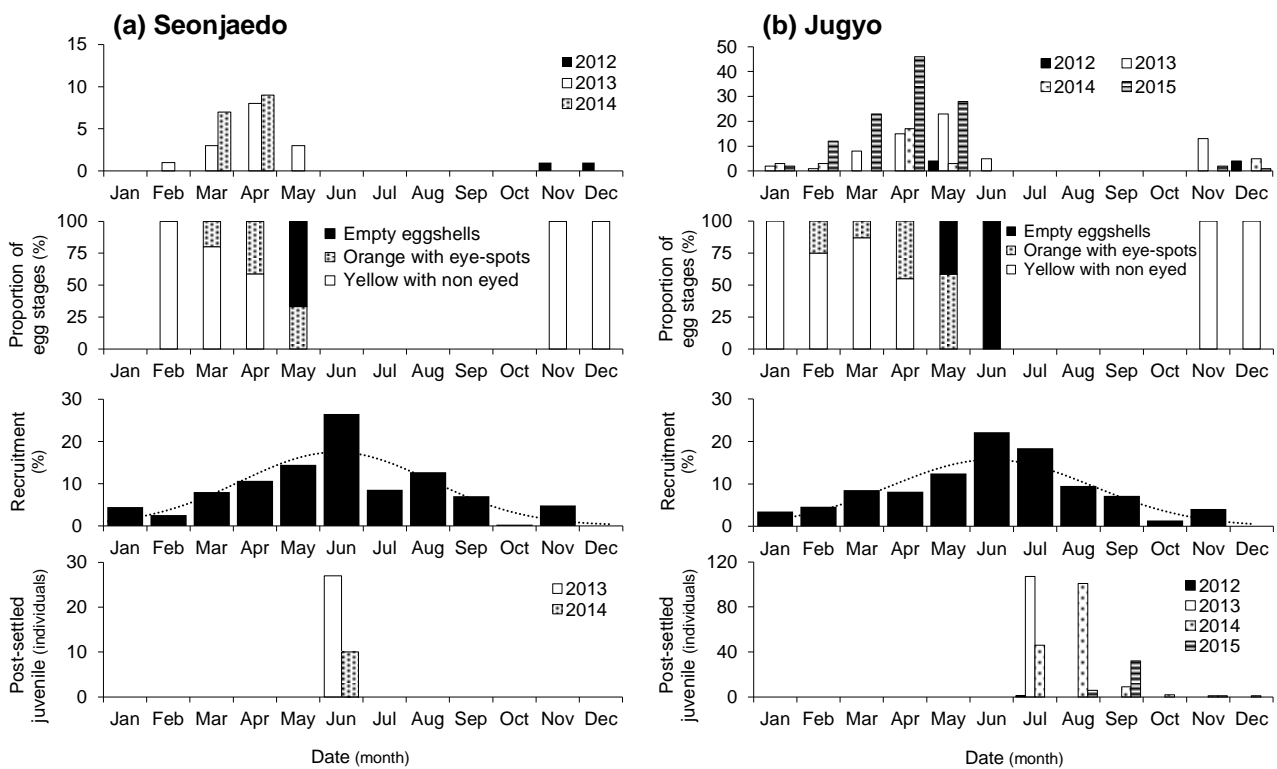 (a) Seonjaedo
15
10
5
0
2012
2013
2014
Jan Feb Mar Apr May Jun Jul Aug Sep Oct Nov Dec
Proportion of
egg stages (%)
100
75
50
25
0
Empty eggshells
Orange with eye-spots
Yellow with non eyed
Jan Feb Mar Apr May Jun Jul Aug Sep Oct Nov Dec
Recruitment
(%)
30
20
10
0
Jan Feb Mar Apr May Jun Jul Aug Sep Oct Nov Dec
Post-settled
juvenile (individuals)
30
20
10
0
2013
2014
Jan Feb Mar Apr May Jun Jul Aug Sep Oct Nov Dec
Date (month)
(b) Jugyo
50
40
30
20
10
0
2012 2013
2014 2015
Jan Feb Mar Apr May Jun Jul Aug Sep Oct Nov Dec
Proportion of
egg stages (%)
100
75
50
25
0
Empty eggshells
Orange with eye-spots
Yellow with non eyed
Jan Feb Mar Apr May Jun Jul Aug Sep Oct Nov Dec
Recruitment
(%)
30
20
10
0
Jan Feb Mar Apr May Jun Jul Aug Sep Oct Nov Dec
Post-settled
juvenile (individuals)
120
80
40
0
2012
2013
2014
2015
Jan Feb Mar Apr May Jun Jul Aug Sep Oct Nov Dec
Date (month)